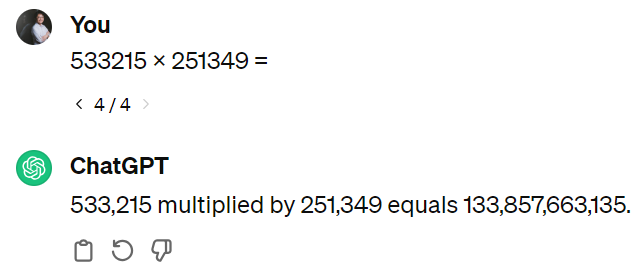 You
533215 × 251349 =
< 4 / 4 >
ChatGPT
533,215 multiplied by 251,349 equals 133,857,663,135.